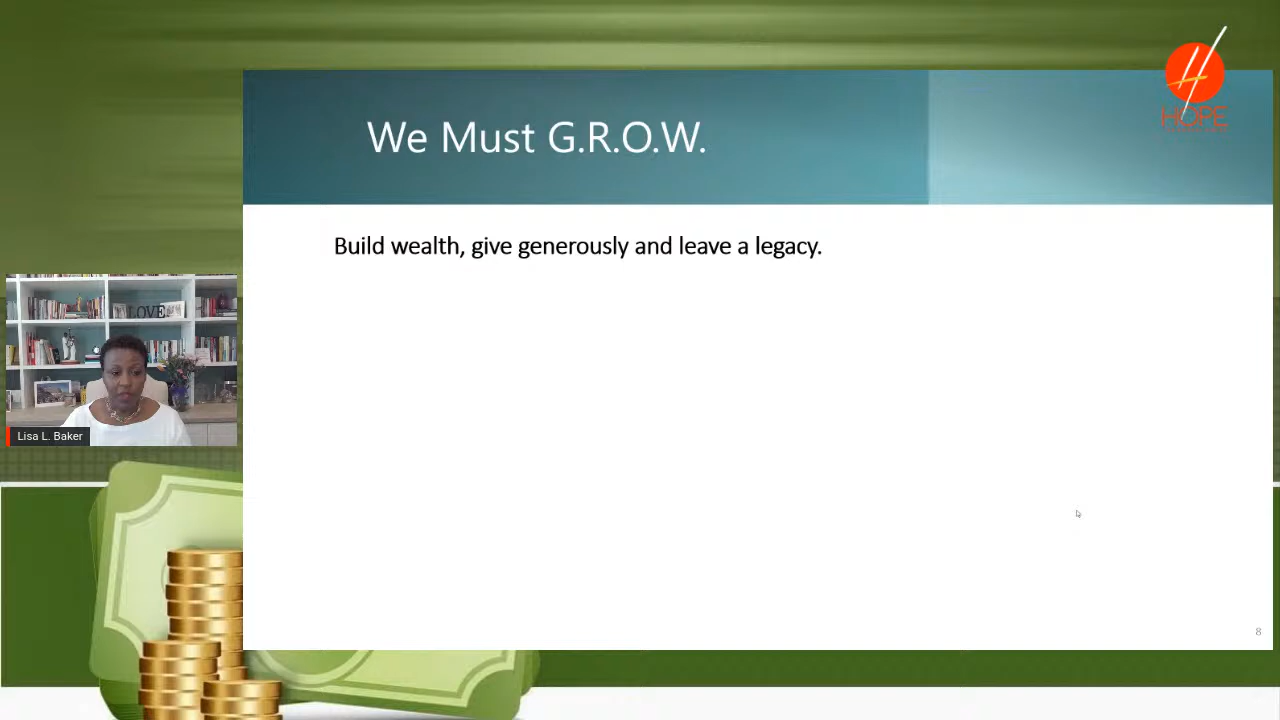 We Must G.R.O.W.
HOPE
Build wealth, give generously and leave a legacy.
LOVE
Lisa L. Baker
8